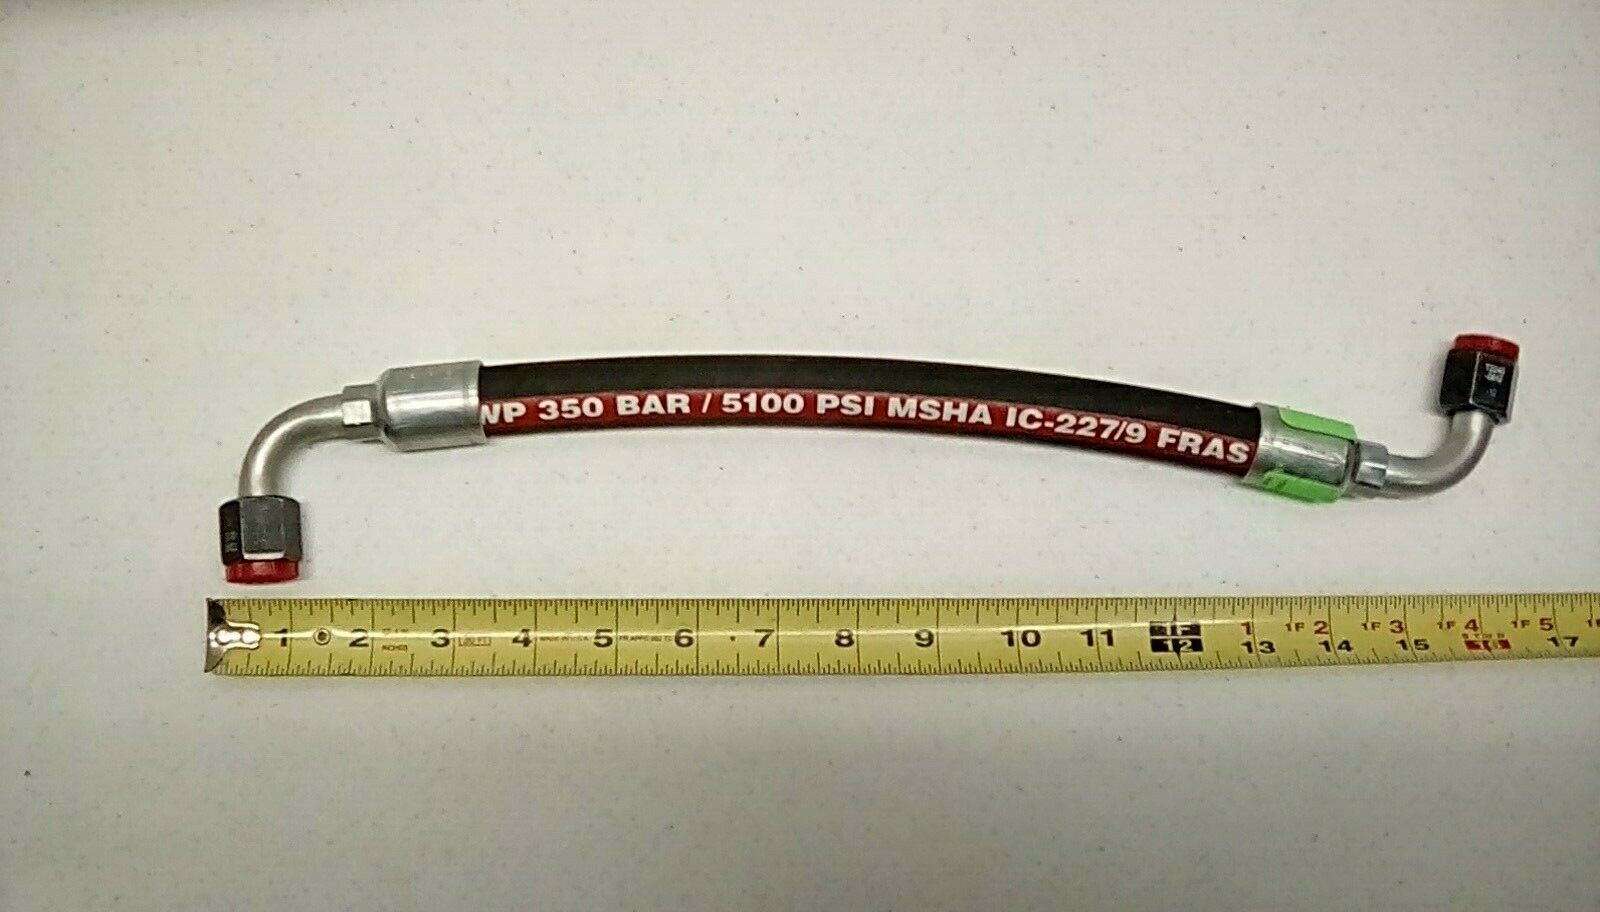 WP 350 BAR / 5100 PSI MSHA IC-227/9 FRAS
1 2 3 4 5 6 7 8 9 10 11 1F 1 1F 2 1F 3 1F 4 1F 5
12 13 14 15 16 17